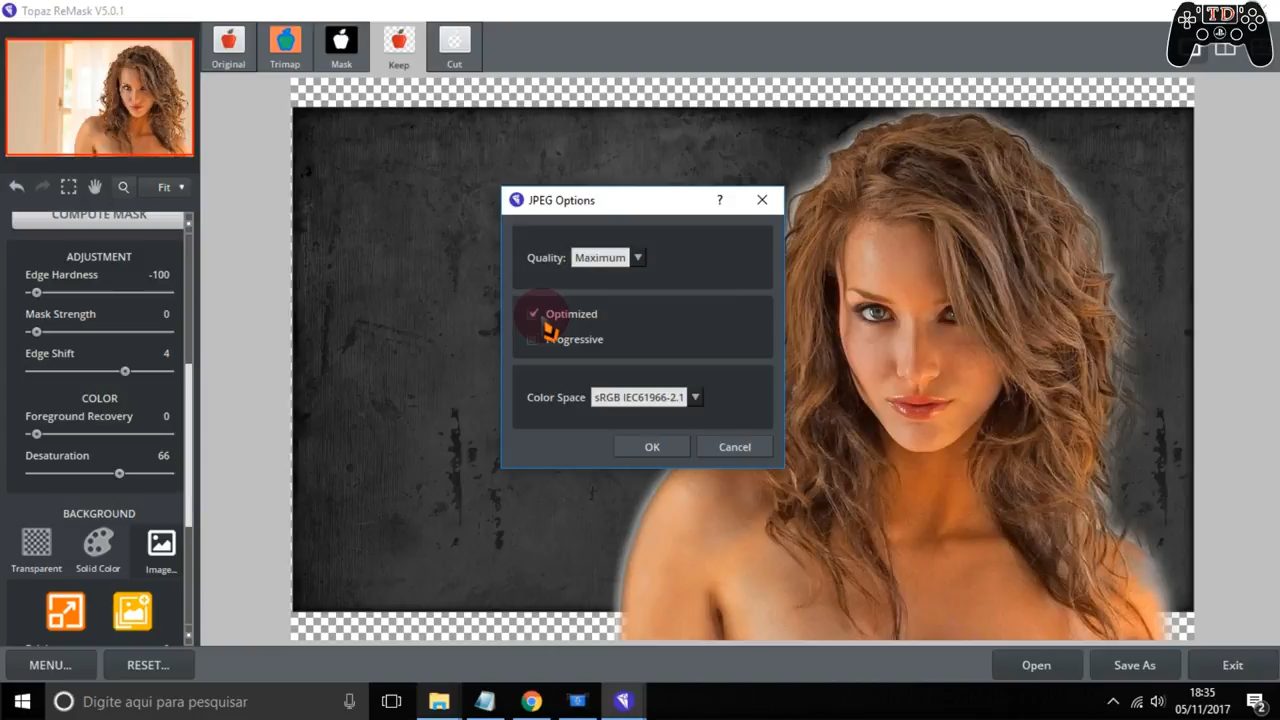 Topaz ReMask V5.0.1
TD
Original
Trimap
Mask
Keep
Cut
Fit
COMPUTE MASK
ADJUSTMENT
Edge Hardness -100
Mask Strength 0
Edge Shift 4
COLOR
Foreground Recovery 0
Desaturation 66
BACKGROUND
Transparent
Solid Color
Image...
MENU...
RESET...
JPEG Options
?
Quality: Maximum
Optimized
Progressive
Color Space sRGB IEC61966-2.1
OK
Cancel
Open
Save As
Exit
Digite aqui para pesquisar
18:35
05/11/2017
2